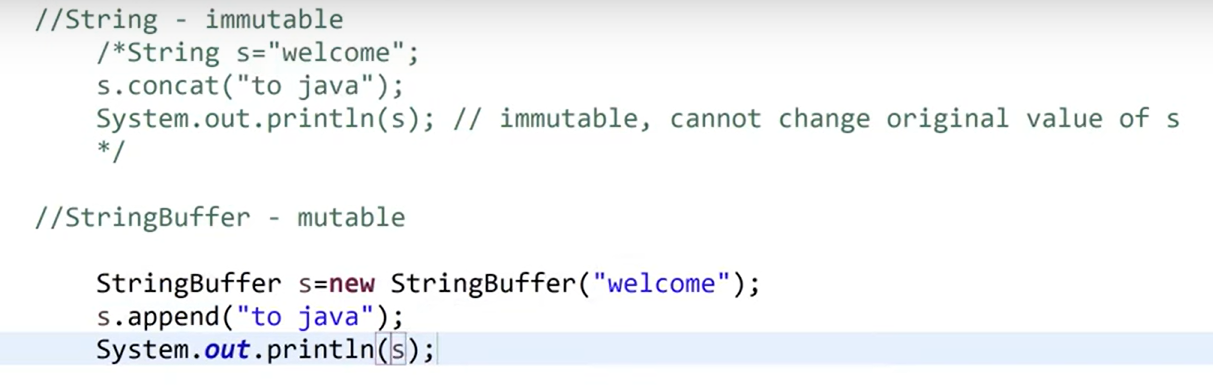 //String - immutable
/*String s="welcome";
s.concat("to java");
System.out.println(s); // immutable, cannot change original value of s
*/
//StringBuffer - mutable
StringBuffer s=new StringBuffer("welcome");
s.append("to java");
System.out.println(s);